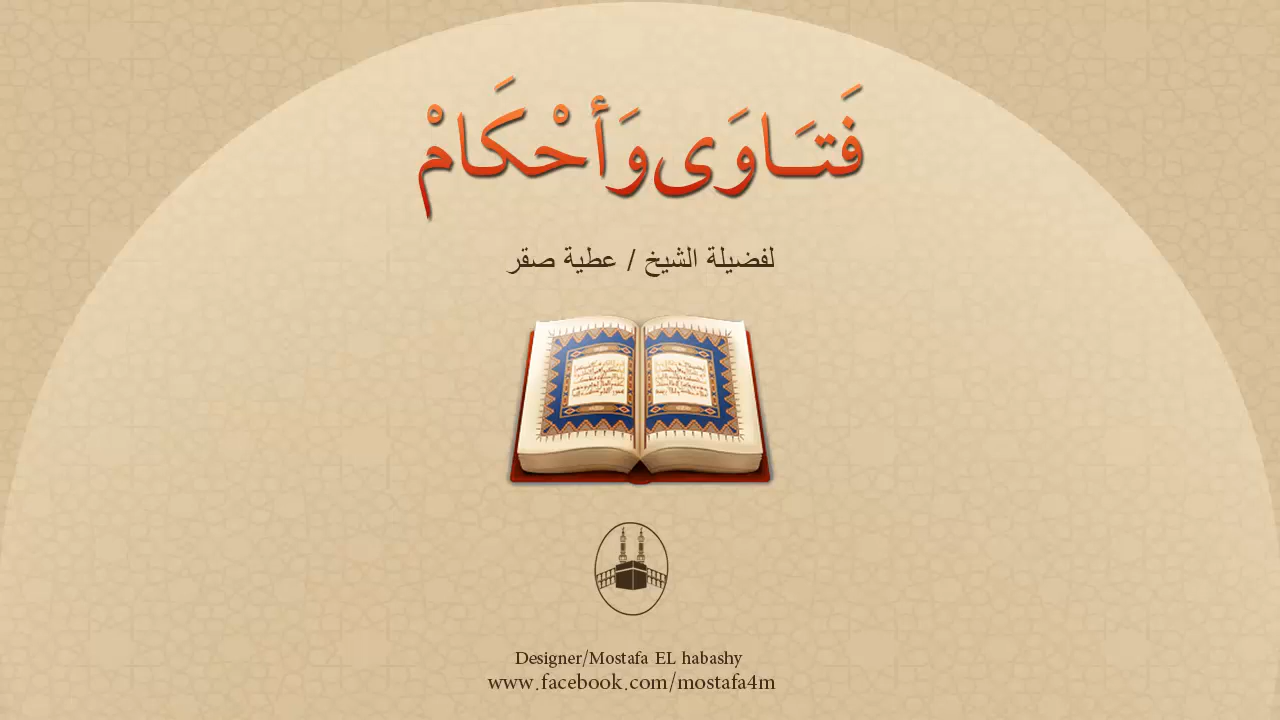 فَتَاوَى وَأَحْكَامْ
لفضيلة الشيخ / عطية صقر
Designer/Mostafa EL habashy
www.facebook.com/mostafa4m